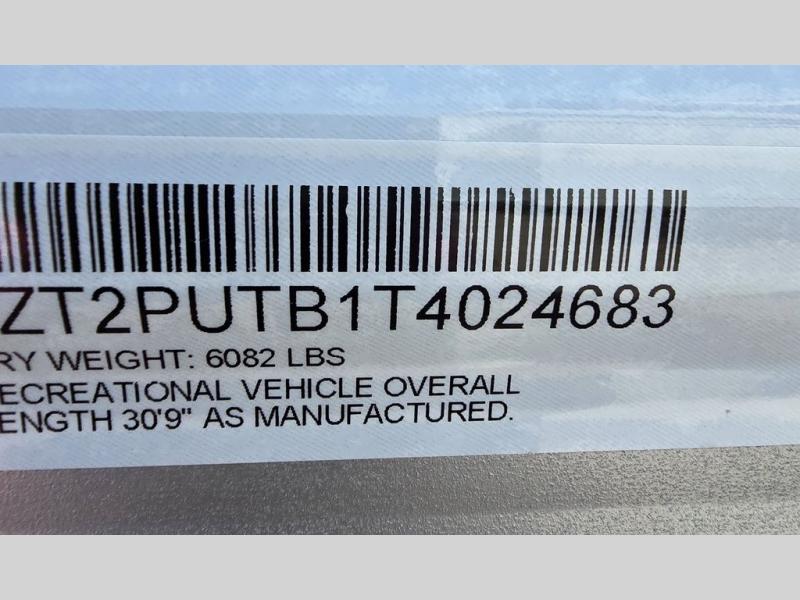 ZT2PUTB1T4024683
RY WEIGHT: 6082 LBS
ECREATIONAL VEHICLE OVERALL
ENGTH 30'9" AS MANUFACTURED.